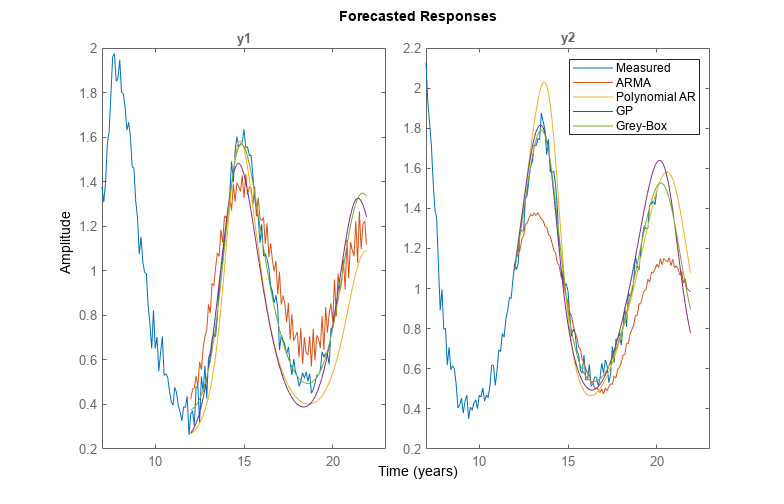 Forecasted Responses
y1
y2
Amplitude
2
1.8
1.6
1.4
1.2
1
0.8
0.6
0.4
0.2
10
15
20
2.2
2
1.8
1.6
1.4
1.2
1
0.8
0.6
0.4
0.2
10
15
20
Measured
ARMA
Polynomial AR
GP
Grey-Box
Time (years)